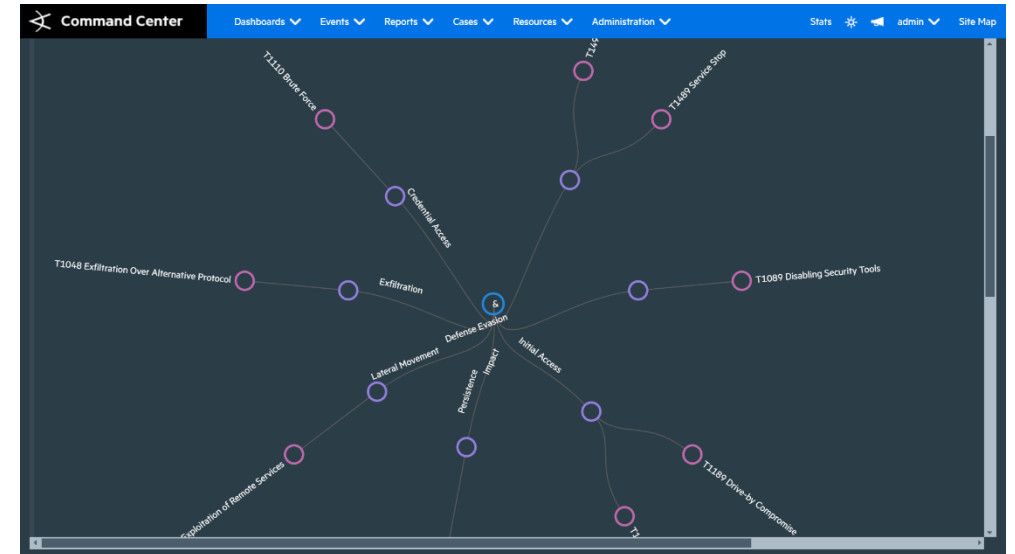 Command Center
Dashboards
Events
Reports
Cases
Resources
Administration
Stats
admin
Site Map
T1110 Brute Force
T1489 Service Stop
Credential Access
T1048 Exfiltration Over Alternative Protocol
Exfiltration
T1089 Disabling Security Tools
&
Defense Evasion
Initial Access
Lateral Movement
Impact
Persistence
Exploitation of Remote Services
T1189 Drive-by Compromise